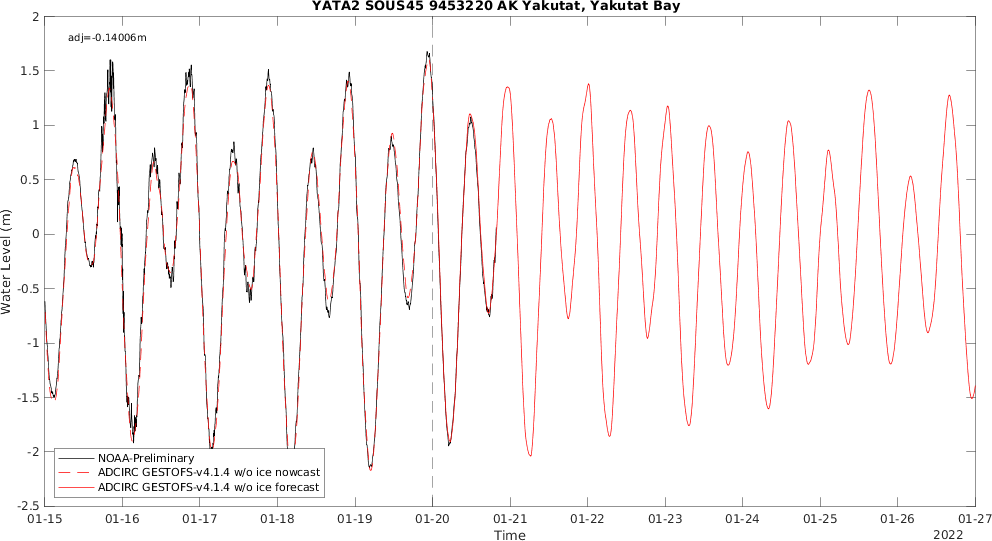 YATA2 SOUS45 9453220 AK Yakutat, Yakutat Bay
adj=-0.14006m
2
1.5
1
0.5
0
-0.5
-1
-1.5
-2
-2.5
Water Level (m)
NOAA-Preliminary
ADCIRC GESTOFS-v4.1.4 w/o ice nowcast
ADCIRC GESTOFS-v4.1.4 w/o ice forecast
01-15 01-16 01-17 01-18 01-19 01-20 01-21 01-22 01-23 01-24 01-25 01-26 01-27
Time
2022